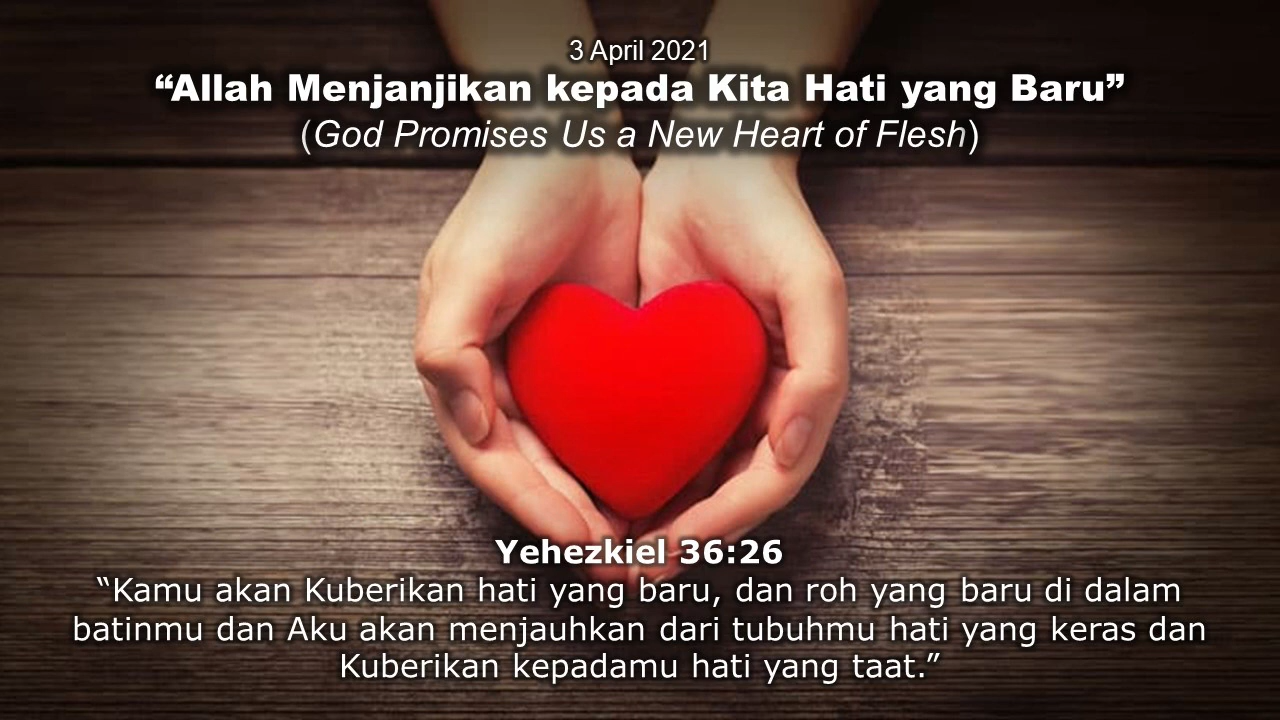 3 April 2021
“Allah Menjanjikan kepada Kita Hati yang Baru”
(God Promises Us a New Heart of Flesh)
Yehezkiel 36:26
“Kamu akan Kuberikan hati yang baru, dan roh yang baru di dalam
batinmu dan Aku akan menjauhkan dari tubuhmu hati yang keras dan
Kuberikan kepadamu hati yang taat.”